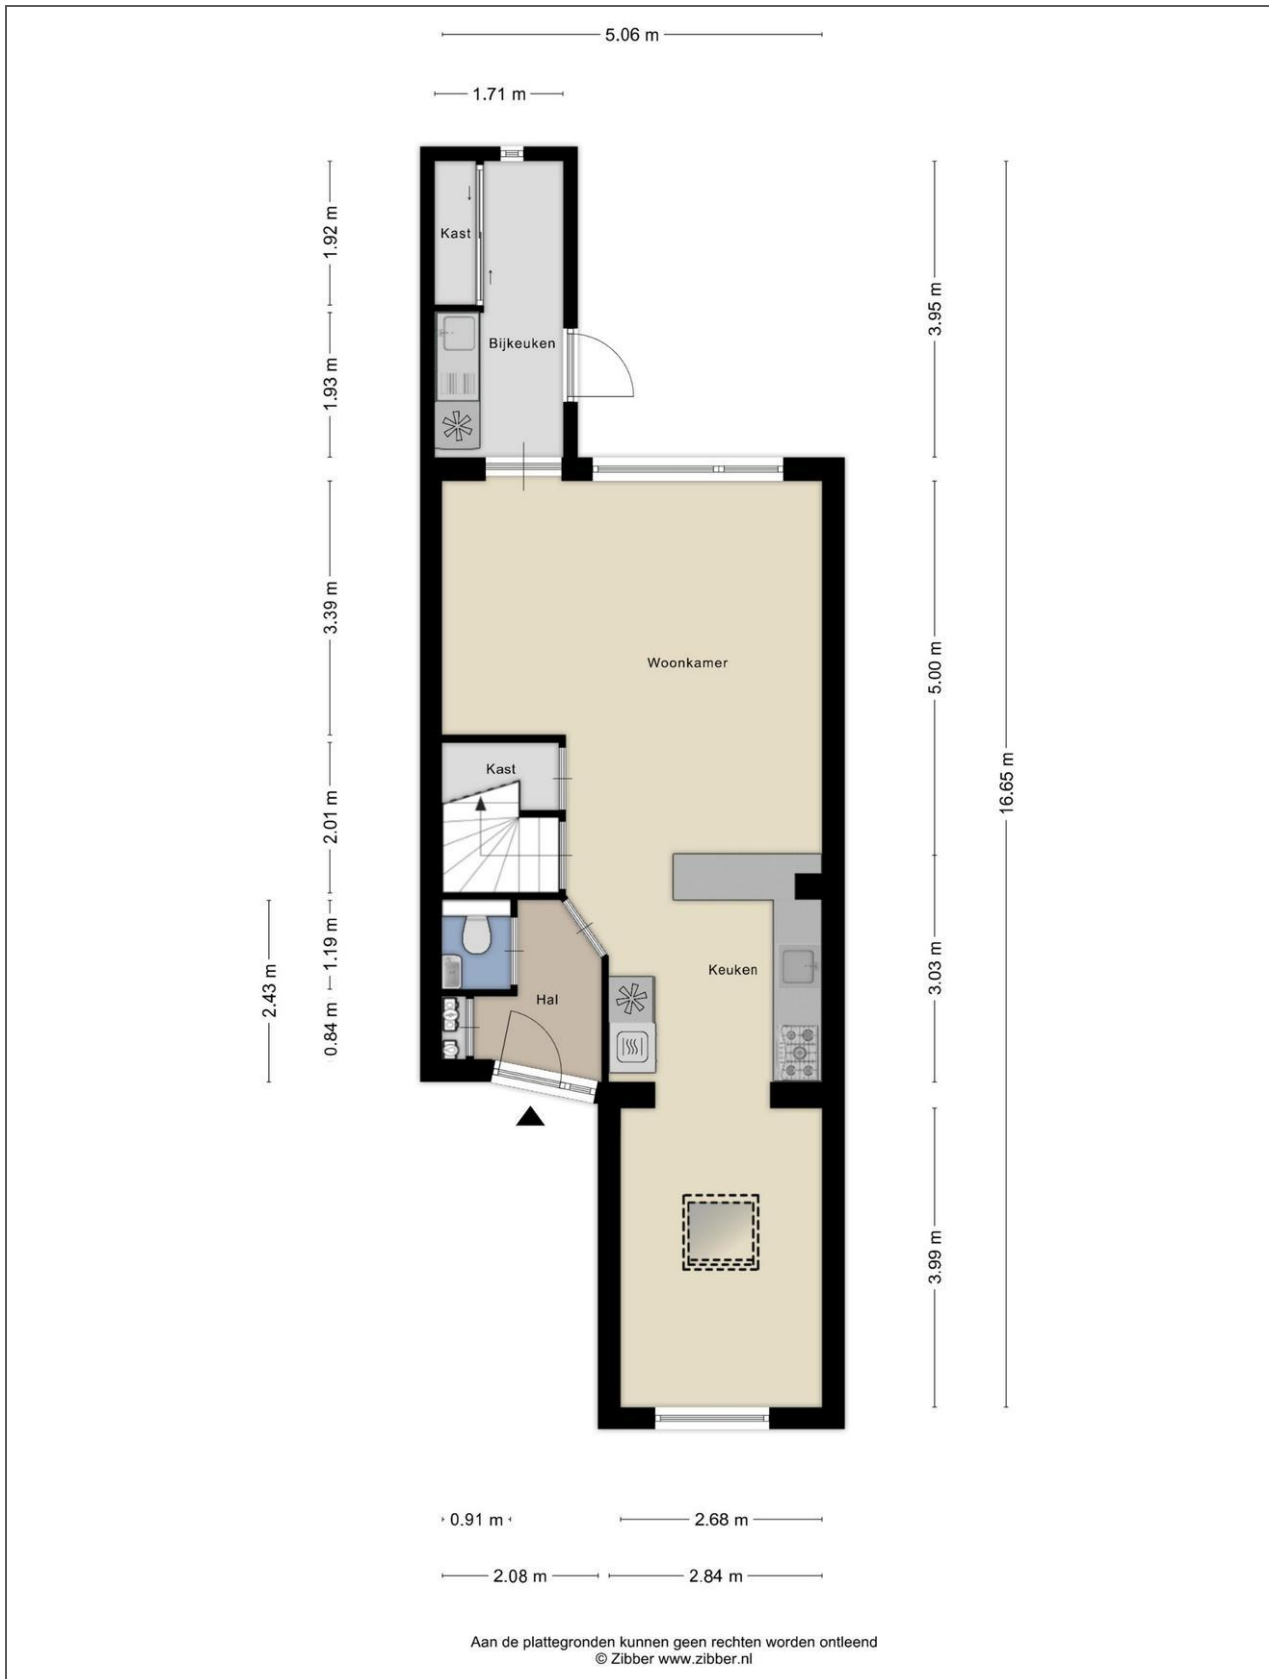 5.06 m
1.71 m
1.92 m
Kast
3.95 m
Bijkeuken
1.93 m
3.39 m
Woonkamer
5.00 m
Kast
16.65 m
2.01 m
1.19 m
Keuken
3.03 m
2.43 m
Hal
0.84 m
3.99 m
0.91 m
2.68 m
2.08 m
2.84 m
Aan de plattegronden kunnen geen rechten worden ontleend
© Zibber www.zibber.nl